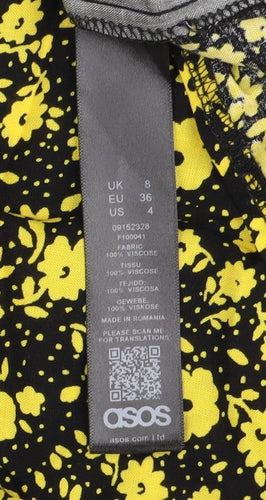 UK 8
EU 36
US 4
09152328
F100041
FABRIC
100% VISCOSE
TISSU
100% VISCOSE
TEJIDO:
100% VISCOSA
GEWEBE:
100% VISKOSE
MADE IN ROMANIA
PLEASE SCAN ME
FOR TRANSLATIONS
asos
asos.com Ltd